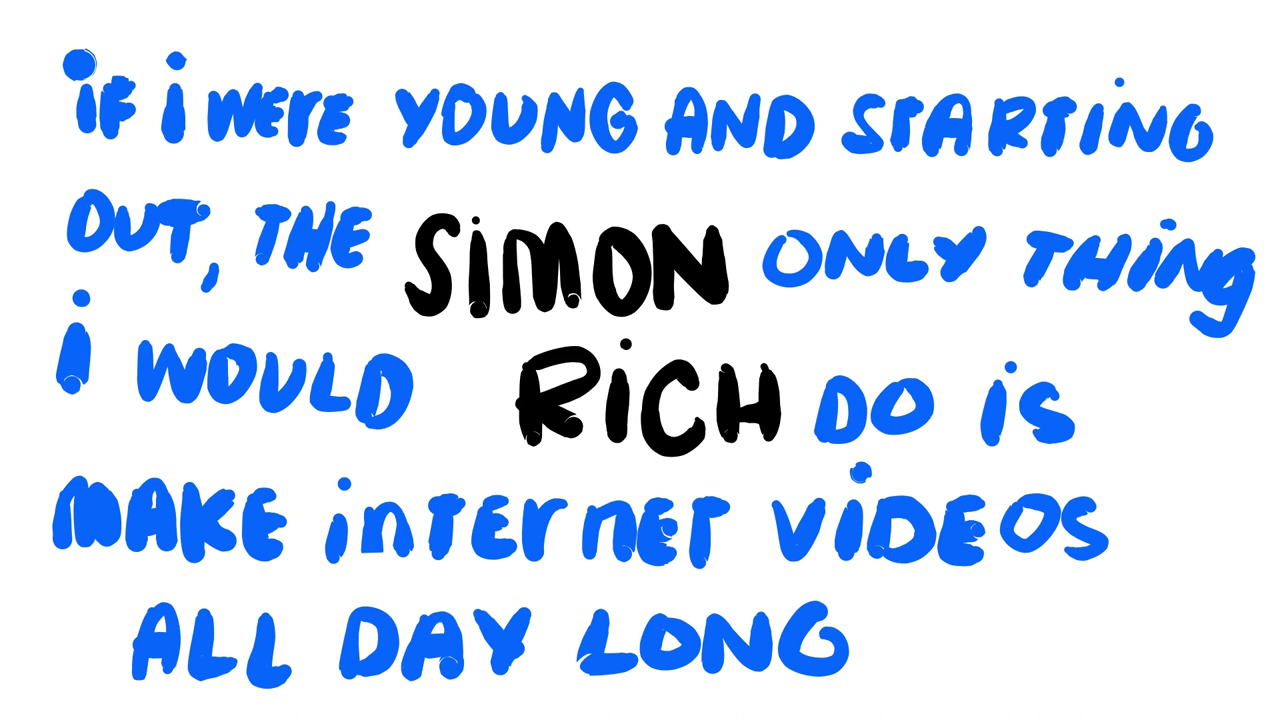 iF i WERE YOUNG AND STARTING
OUT, THE SIMON ONLY THING
i WOULD RICH DO iS
MAKE inTErnET ViDEOS
ALL DAY LONG